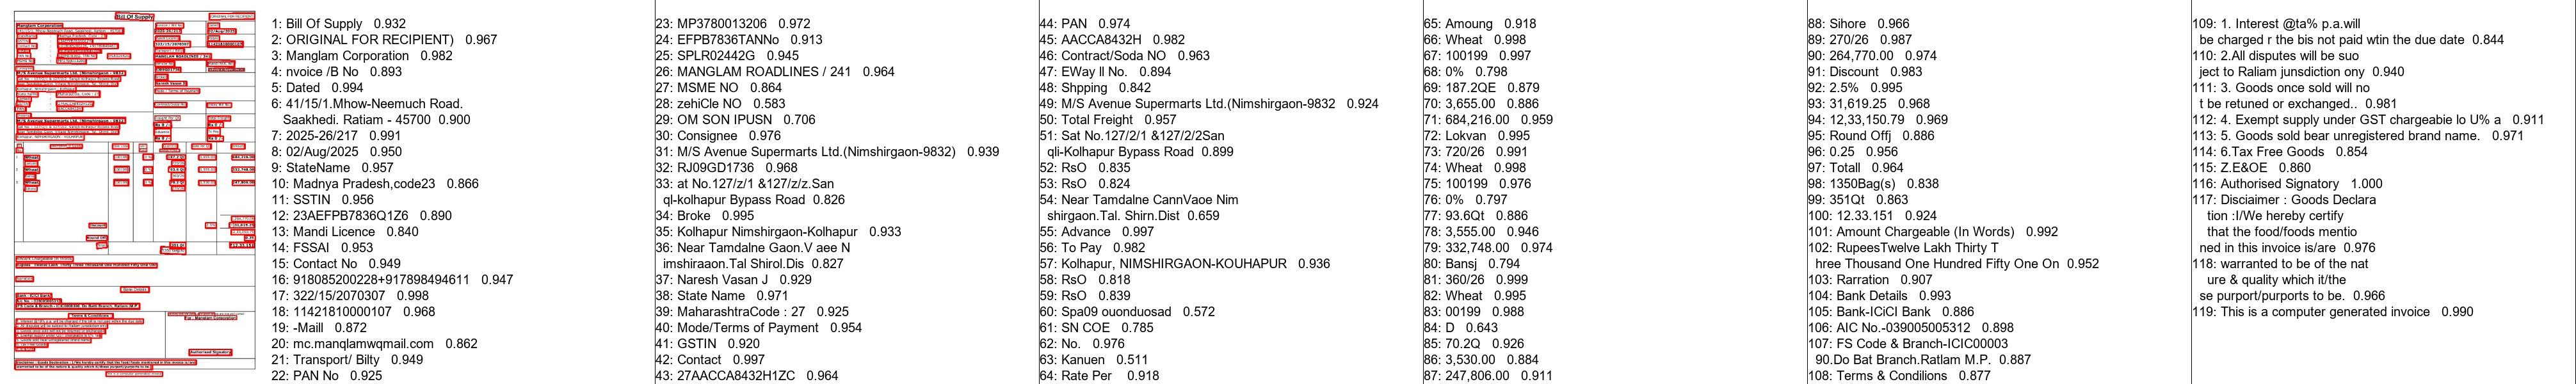 Bill Of Supply
1: Bill Of Supply 0.932
2: ORIGINAL FOR RECIPIENT) 0.967
3: Manglam Corporation 0.982
4: nvoice /B No 0.893
5: Dated 0.994
6: 41/15/1.Mhow-Neemuch Road.
Saakhedi. Ratiam - 45700 0.900
7: 2025-26/217 0.991
8: 02/Aug/2025 0.950
9: StateName 0.957
10: Madnya Pradesh,code23 0.866
11: SSTIN 0.956
12: 23AEFPB7836Q1Z6 0.890
13: Mandi Licence 0.840
14: FSSAI 0.953
15: Contact No 0.949
16: 918085200228+917898494611 0.947
17: 322/15/2070307 0.998
18: 11421810000107 0.968
19: -Maill 0.872
20: mc.manqlamwqmail.com 0.862
21: Transport/ Bilty 0.949
22: PAN No 0.925
23: MP3780013206 0.972
24: EFPB7836TANNo 0.913
25: SPLR02442G 0.945
26: MANGLAM ROADLINES / 241 0.964
27: MSME NO 0.864
28: zehiCle NO 0.583
29: OM SON IPUSN 0.706
30: Consignee 0.976
31: M/S Avenue Supermarts Ltd.(Nimshirgaon-9832) 0.939
32: RJ09GD1736 0.968
33: at No.127/z/1 &127/z/z.San
ql-kolhapur Bypass Road 0.826
34: Broke 0.995
35: Kolhapur Nimshirgaon-Kolhapur 0.933
36: Near Tamdalne Gaon.V aee N
imshiraaon.Tal Shirol.Dis 0.827
37: Naresh Vasan J 0.929
38: State Name 0.971
39: MaharashtraCode : 27 0.925
40: Mode/Terms of Payment 0.954
41: GSTIN 0.920
42: Contact 0.997
43: 27AACCA8432H1ZC 0.964
44: PAN 0.974
45: AACCA8432H 0.982
46: Contract/Soda NO 0.963
47: EWay ll No. 0.894
48: Shpping 0.842
49: M/S Avenue Supermarts Ltd.(Nimshirgaon-9832 0.924
50: Total Freight 0.957
51: Sat No.127/2/1 &127/2/2San
qli-Kolhapur Bypass Road 0.899
52: RsO 0.835
53: RsO 0.824
54: Near Tamdalne CannVaoe Nim
shirgaon.Tal. Shirn.Dist 0.659
55: Advance 0.997
56: To Pay 0.982
57: Kolhapur, NIMSHIRGAON-KOUHAPUR 0.936
58: RsO 0.818
59: RsO 0.839
60: Spa09 ouonduosad 0.572
61: SN COE 0.785
62: No. 0.976
63: Kanuen 0.511
64: Rate Per 0.918
65: Amoung 0.918
66: Wheat 0.998
67: 100199 0.997
68: 0% 0.798
69: 187.2QE 0.879
70: 3,655.00 0.886
71: 684,216.00 0.959
72: Lokvan 0.995
73: 720/26 0.991
74: Wheat 0.998
75: 100199 0.976
76: 0% 0.797
77: 93.6Qt 0.886
78: 3,555.00 0.946
79: 332,748.00 0.974
80: Bansj 0.794
81: 360/26 0.999
82: Wheat 0.995
83: 00199 0.988
84: D 0.643
85: 70.2Q 0.926
86: 3,530.00 0.884
87: 247,806.00 0.911
88: Sihore 0.966
89: 270/26 0.987
90: 264,770.00 0.974
91: Discount 0.983
92: 2.5% 0.995
93: 31,619.25 0.968
94: 12,33,150.79 0.969
95: Round Offj 0.886
96: 0.25 0.956
97: Totall 0.964
98: 1350Bag(s) 0.838
99: 351Qt 0.863
100: 12.33.151 0.924
101: Amount Chargeable (In Words) 0.992
102: RupeesTwelve Lakh Thirty T
hree Thousand One Hundred Fifty One On 0.952
103: Rarration 0.907
104: Bank Details 0.993
105: Bank-ICiCI Bank 0.886
106: AIC No.-039005005312 0.898
107: FS Code & Branch-ICIC00003
90.Do Bat Branch.Ratlam M.P. 0.887
108: Terms & Condilions 0.877
109: 1. Interest @ta% p.a.will
be charged r the bis not paid wtin the due date 0.844
110: 2.All disputes will be suo
ject to Raliam junsdiction ony 0.940
111: 3. Goods once sold will no
t be retuned or exchanged.. 0.981
112: 4. Exempt supply under GST chargeabie lo U% a 0.911
113: 5. Goods sold bear unregistered brand name. 0.971
114: 6.Tax Free Goods 0.854
115: Z.E&OE 0.860
116: Authorised Signatory 1.000
117: Disciaimer : Goods Declara
tion :I/We hereby certify
that the food/foods mentio
ned in this invoice is/are 0.976
118: warranted to be of the nat
ure & quality which it/the
se purport/purports to be. 0.966
119: This is a computer generated invoice 0.990